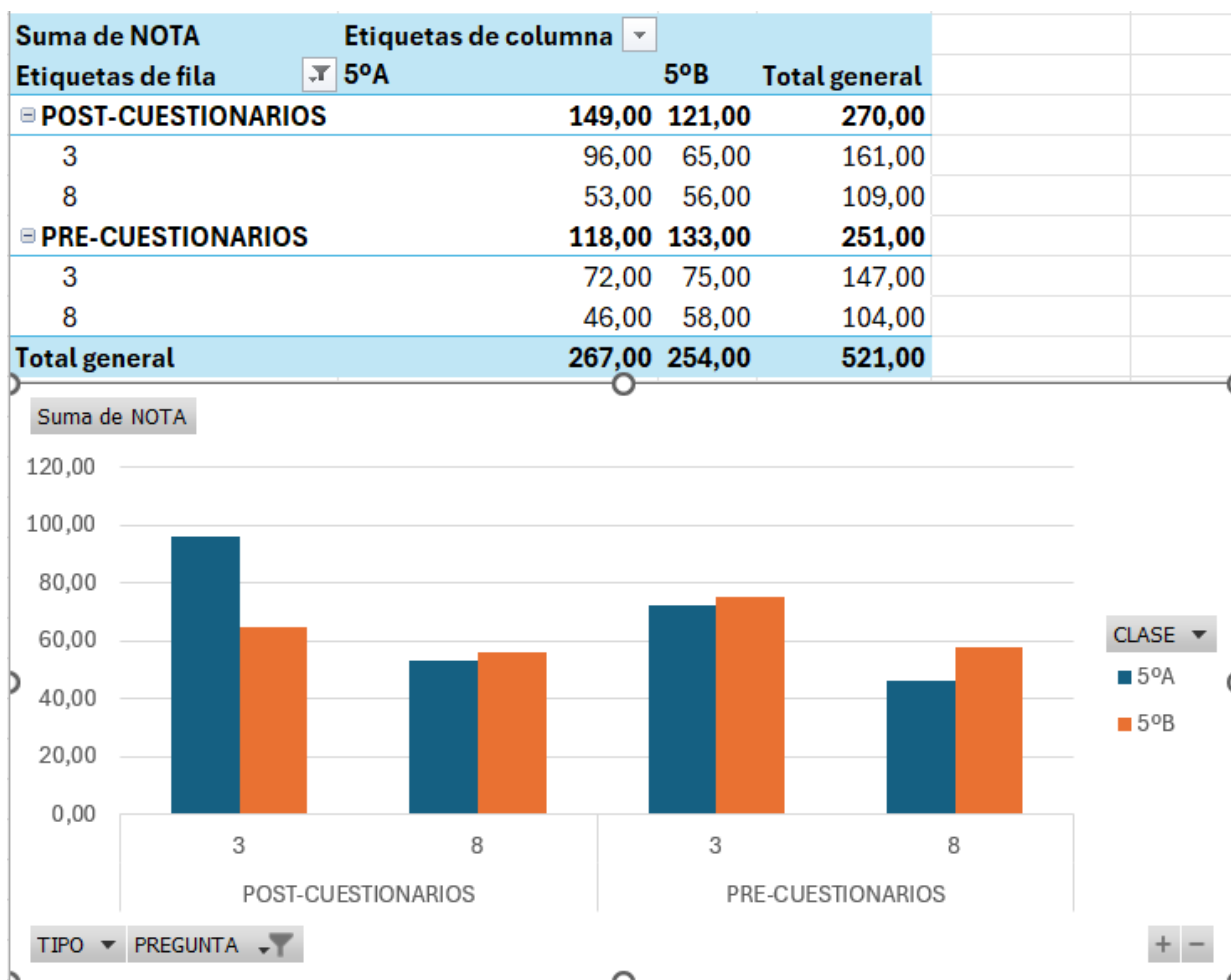 Suma de NOTA Etiquetas de columna
Etiquetas de fila 5ºA 5ºB Total general
POST-CUESTIONARIOS 149,00 121,00 270,00
3 96,00 65,00 161,00
8 53,00 56,00 109,00
PRE-CUESTIONARIOS 118,00 133,00 251,00
3 72,00 75,00 147,00
8 46,00 58,00 104,00
Total general 267,00 254,00 521,00
Suma de NOTA
120,00
100,00
80,00
60,00
40,00
20,00
0,00
3 8 3 8
POST-CUESTIONARIOS PRE-CUESTIONARIOS
CLASE
5ºA
5ºB
TIPO PREGUNTA